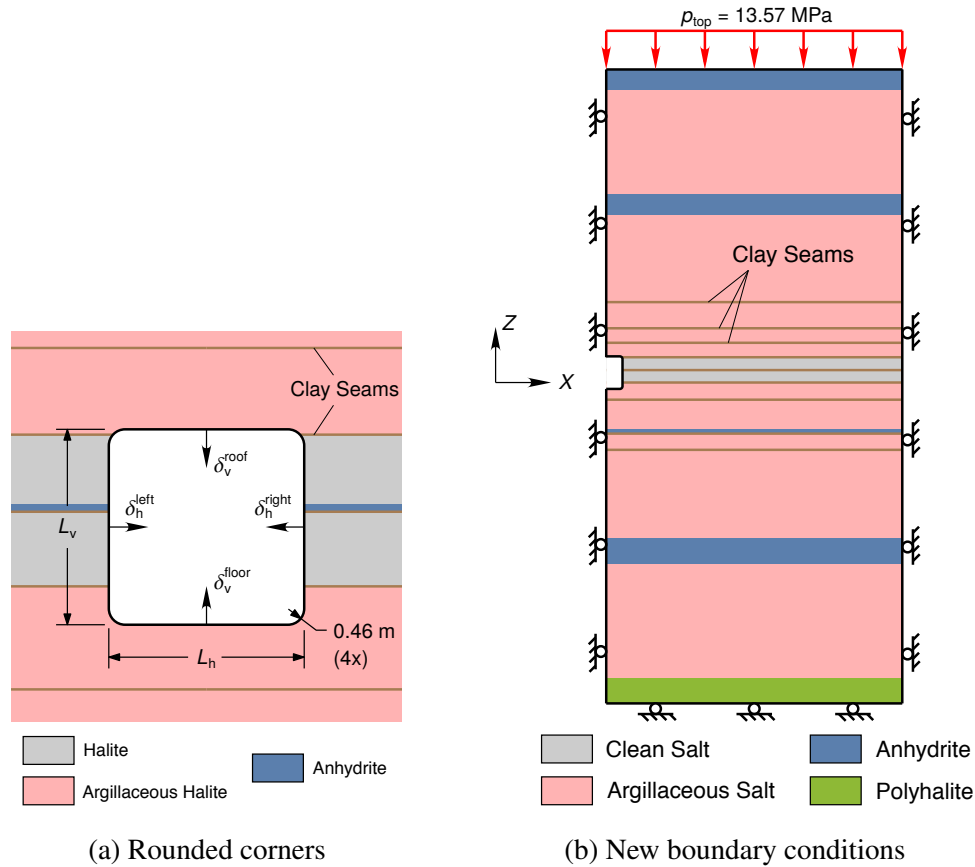 Clay Seams
δ_v^roof
δ_h^left
δ_h^right
L_v
δ_v^floor
0.46 m
(4x)
L_h
Halite
Argillaceous Halite
Anhydrite
(a) Rounded corners
p_top = 13.57 MPa
Clay Seams
Z
X
Clean Salt
Anhydrite
Argillaceous Salt
Polyhalite
(b) New boundary conditions